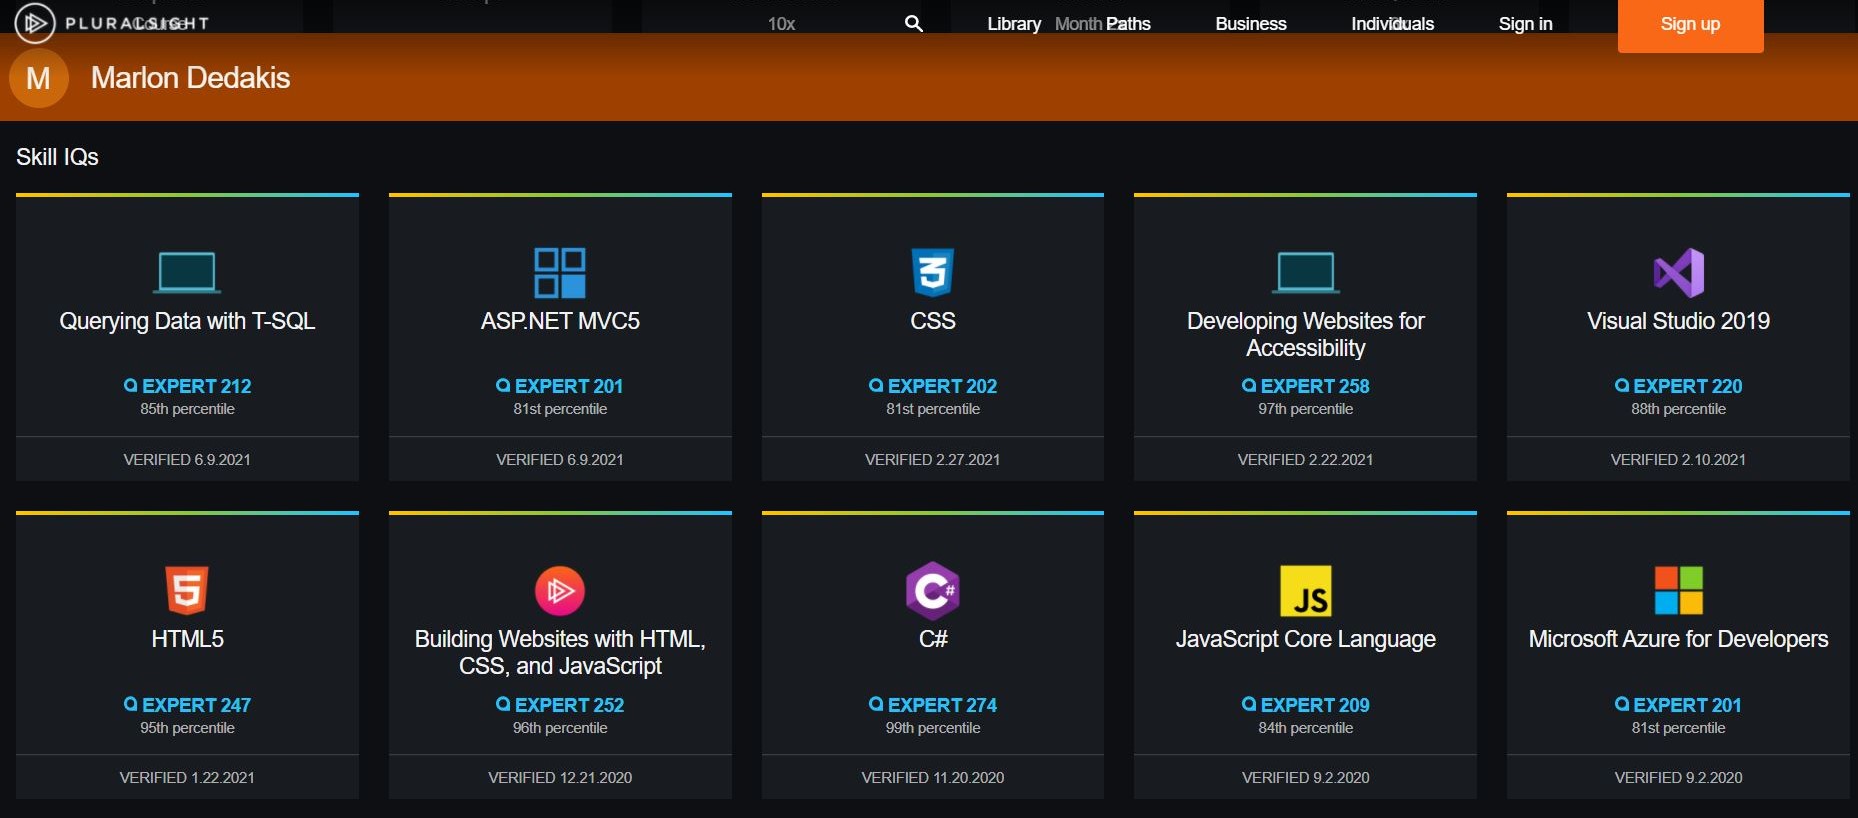 PLURALSIGHT
Course
10x
Library
Month
Paths
Business
Individuals
Sign in
Sign up
M
Marlon Dedakis
Skill IQs
Querying Data with T-SQL
EXPERT 212
85th percentile
VERIFIED 6.9.2021
ASP.NET MVC5
EXPERT 201
81st percentile
VERIFIED 6.9.2021
3
CSS
EXPERT 202
81st percentile
VERIFIED 2.27.2021
Developing Websites for
Accessibility
EXPERT 258
97th percentile
VERIFIED 2.22.2021
Visual Studio 2019
EXPERT 220
88th percentile
VERIFIED 2.10.2021
5
HTML5
EXPERT 247
95th percentile
VERIFIED 1.22.2021
Building Websites with HTML,
CSS, and JavaScript
EXPERT 252
96th percentile
VERIFIED 12.21.2020
C#
C#
EXPERT 274
99th percentile
VERIFIED 11.20.2020
JS
JavaScript Core Language
EXPERT 209
84th percentile
VERIFIED 9.2.2020
Microsoft Azure for Developers
EXPERT 201
81st percentile
VERIFIED 9.2.2020